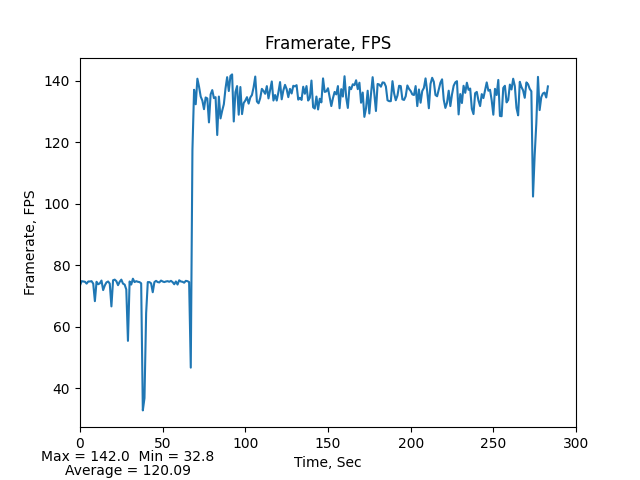 Framerate, FPS
140
120
100
80
60
40
Framerate, FPS
0 50 100 150 200 250 300
Time, Sec
Max = 142.0 Min = 32.8
Average = 120.09